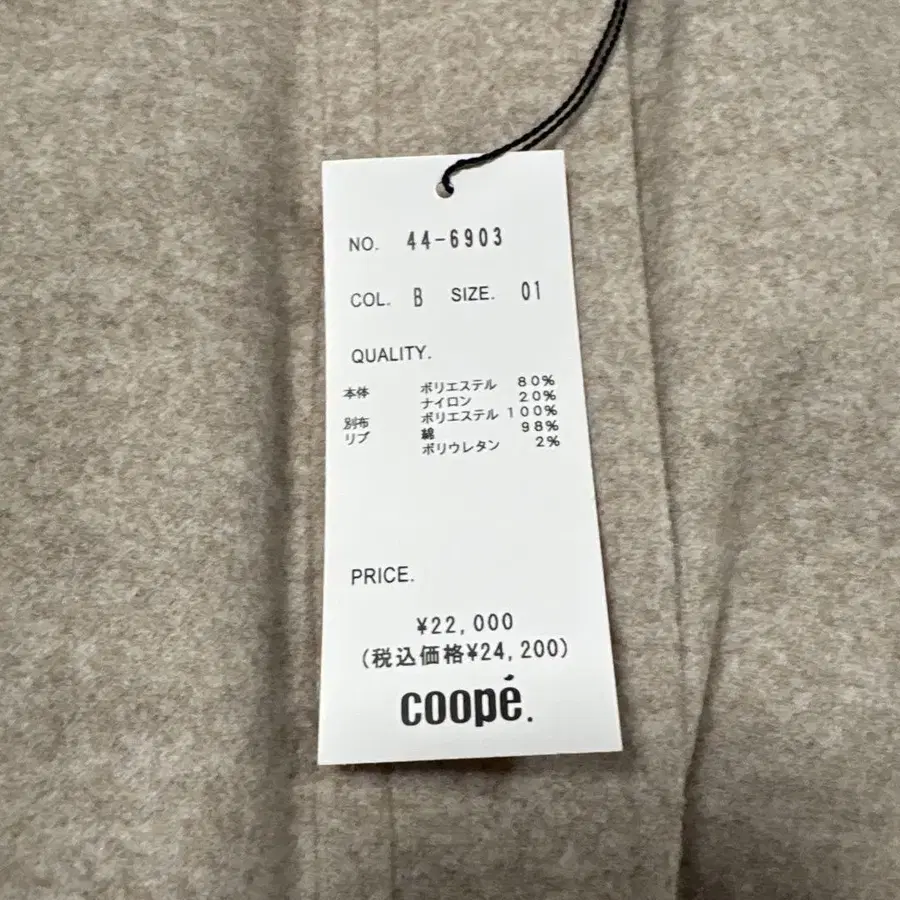 NO. 44-6903
COL. B SIZE. 01
QUALITY.
本体 ポリエステル 80%
ナイロン 20%
別布 ポリエステル 100%
リブ 綿 98%
ポリウレタン 2%
PRICE.
¥22,000
(税込価格¥24,200)
coopé.